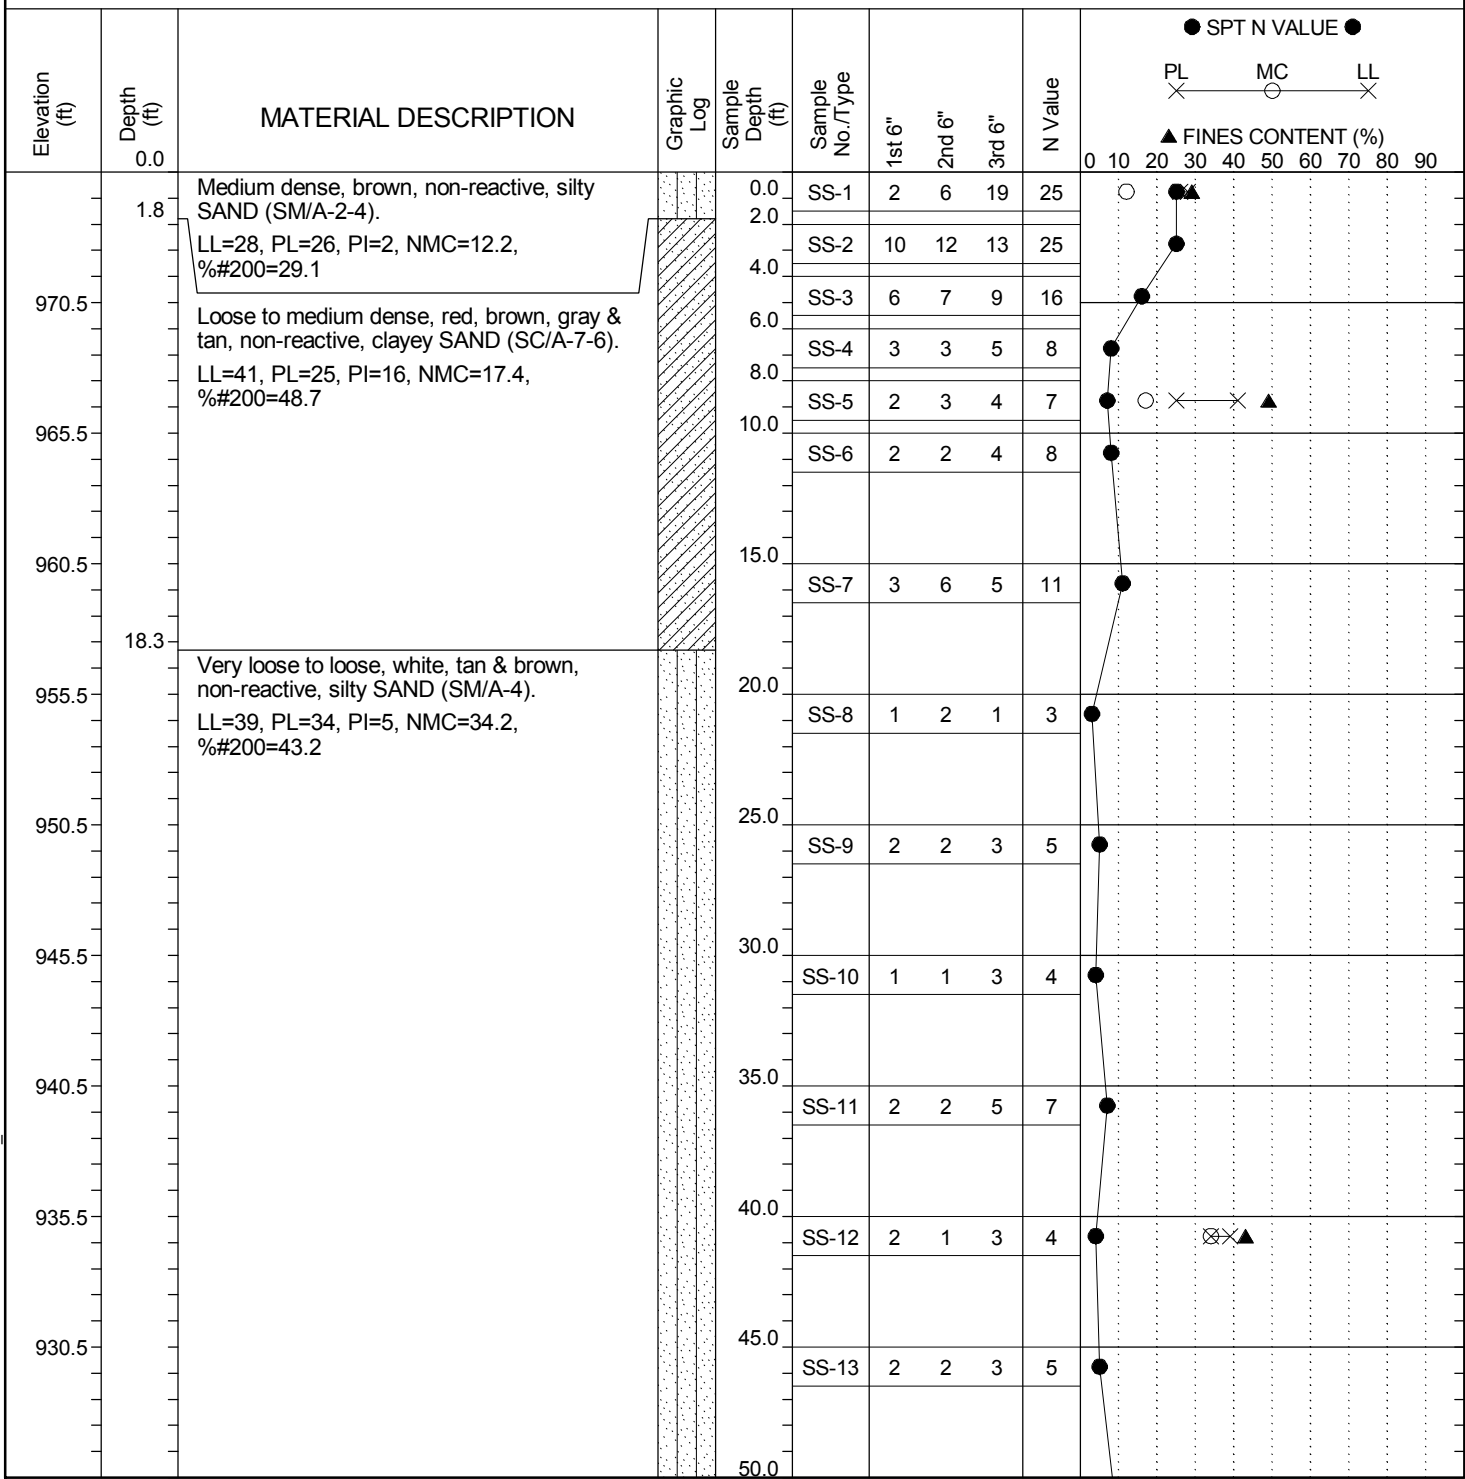 ● SPT N VALUE ●
PL MC LL
▲ FINES CONTENT (%)
0 10 20 30 40 50 60 70 80 90
Elevation (ft)
Depth (ft)
0.0
MATERIAL DESCRIPTION
Graphic Log
Sample Depth (ft)
Sample No./Type
1st 6"
2nd 6"
3rd 6"
N Value
Medium dense, brown, non-reactive, silty
SAND (SM/A-2-4).
1.8
LL=28, PL=26, PI=2, NMC=12.2,
%#200=29.1
970.5
Loose to medium dense, red, brown, gray &
tan, non-reactive, clayey SAND (SC/A-7-6).
LL=41, PL=25, PI=16, NMC=17.4,
%#200=48.7
965.5
960.5
18.3
Very loose to loose, white, tan & brown,
non-reactive, silty SAND (SM/A-4).
955.5
LL=39, PL=34, PI=5, NMC=34.2,
%#200=43.2
950.5
945.5
940.5
935.5
930.5
0.0
SS-1 2 6 19 25
2.0
SS-2 10 12 13 25
4.0
SS-3 6 7 9 16
6.0
SS-4 3 3 5 8
8.0
SS-5 2 3 4 7
10.0
SS-6 2 2 4 8
15.0
SS-7 3 6 5 11
20.0
SS-8 1 2 1 3
25.0
SS-9 2 2 3 5
30.0
SS-10 1 1 3 4
35.0
SS-11 2 2 5 7
40.0
SS-12 2 1 3 4
45.0
SS-13 2 2 3 5
50.0